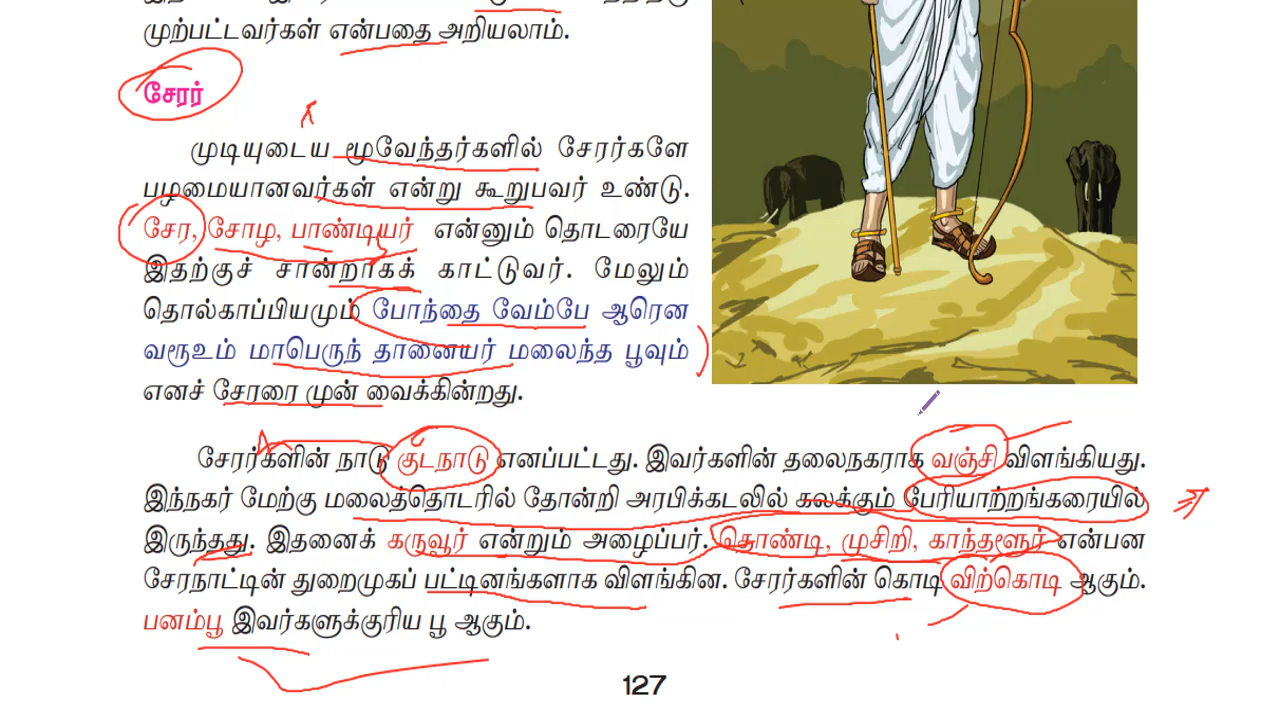 முற்பட்டவர்கள் என்பதை அறியலாம்.
சேரர்
முடியுடைய மூவேந்தர்களில் சேரர்களே
பழமையானவர்கள் என்று கூறுபவர் உண்டு.
சேர, சோழ, பாண்டியர் என்னும் தொடரையே
இதற்குச் சான்றாகக் காட்டுவர். மேலும்
தொல்காப்பியமும் போந்தை வேம்பே ஆரென
வரூஉம் மாபெருந் தானையர் மலைந்த பூவும்
எனச் சேரரை முன் வைக்கின்றது.
சேரர்களின் நாடு குடநாடு எனப்பட்டது. இவர்களின் தலைநகராக வஞ்சி விளங்கியது.
இந்நகர் மேற்கு மலைத்தொடரில் தோன்றி அரபிக்கடலில் கலக்கும் பேரியாற்றங்கரையில்
இருந்தது. இதனைக் கருவூர் என்றும் அழைப்பர். தொண்டி, முசிறி, காந்தளூர் என்பன
சேரநாட்டின் துறைமுகப் பட்டினங்களாக விளங்கின. சேரர்களின் கொடி விற்கொடி ஆகும்.
பனம்பூ இவர்களுக்குரிய பூ ஆகும்.
127